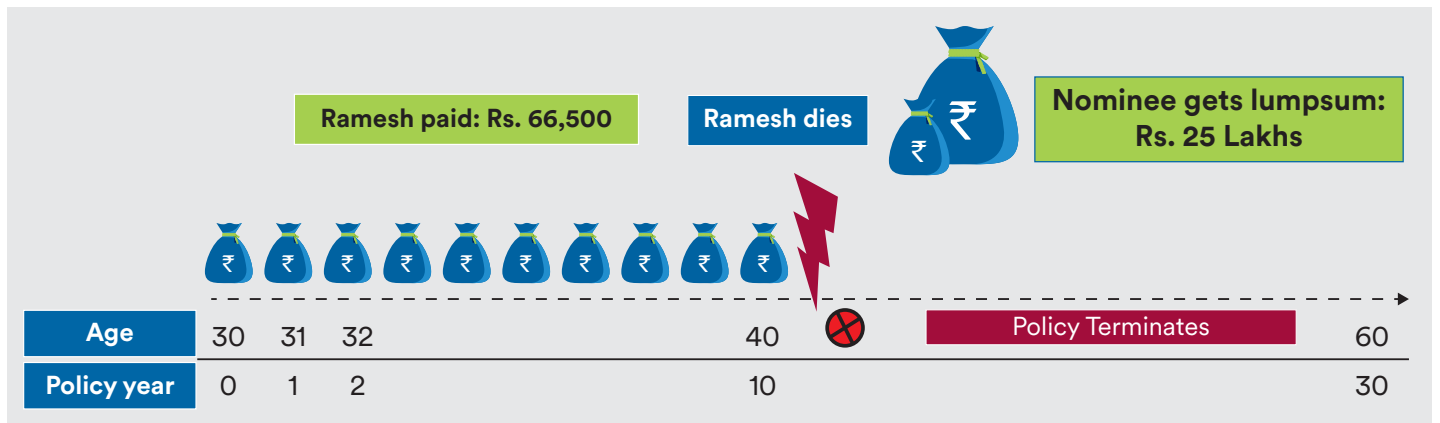 Ramesh paid: Rs. 66,500
Ramesh dies
Nominee gets lumpsum:
Rs. 25 Lakhs
₹
₹
₹ ₹ ₹ ₹ ₹ ₹ ₹ ₹ ₹ ₹
Age 30 31 32 40 Policy Terminates 60
Policy year 0 1 2 10 30